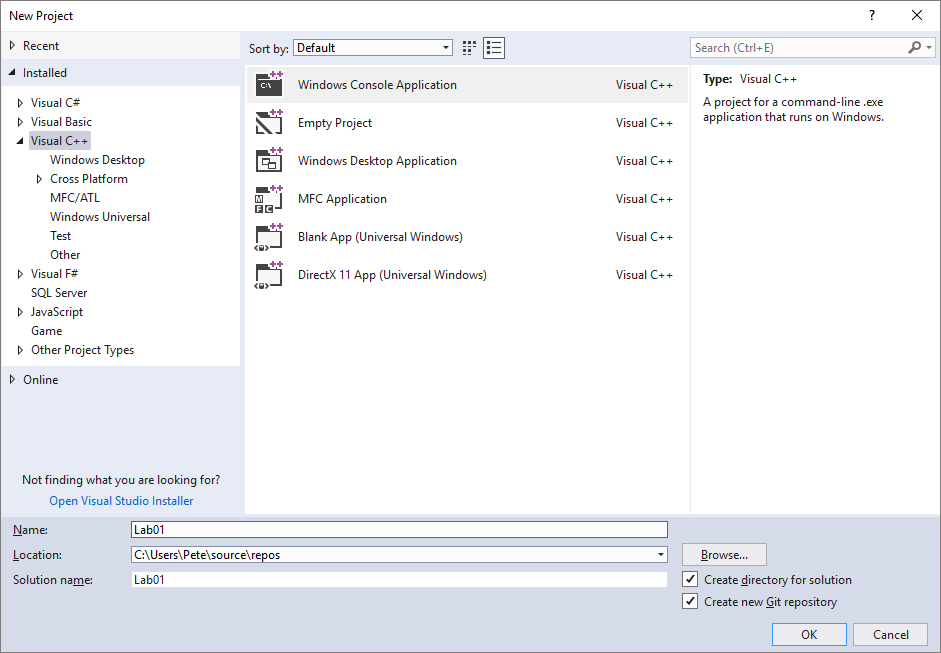 New Project
?
Recent
Installed
Visual C#
Visual Basic
Visual C++
Windows Desktop
Cross Platform
MFC/ATL
Windows Universal
Test
Other
Visual F#
SQL Server
JavaScript
Game
Other Project Types
Online
Not finding what you are looking for?
Open Visual Studio Installer
Sort by: Default
C:\ Windows Console Application Visual C++
Empty Project Visual C++
Windows Desktop Application Visual C++
MFC MFC Application Visual C++
Blank App (Universal Windows) Visual C++
DirectX 11 App (Universal Windows) Visual C++
Search (Ctrl+E)
Type: Visual C++
A project for a command-line .exe
application that runs on Windows.
Name: Lab01
Location: C:\Users\Pete\source\repos Browse...
Solution name: Lab01
Create directory for solution
Create new Git repository
OK Cancel